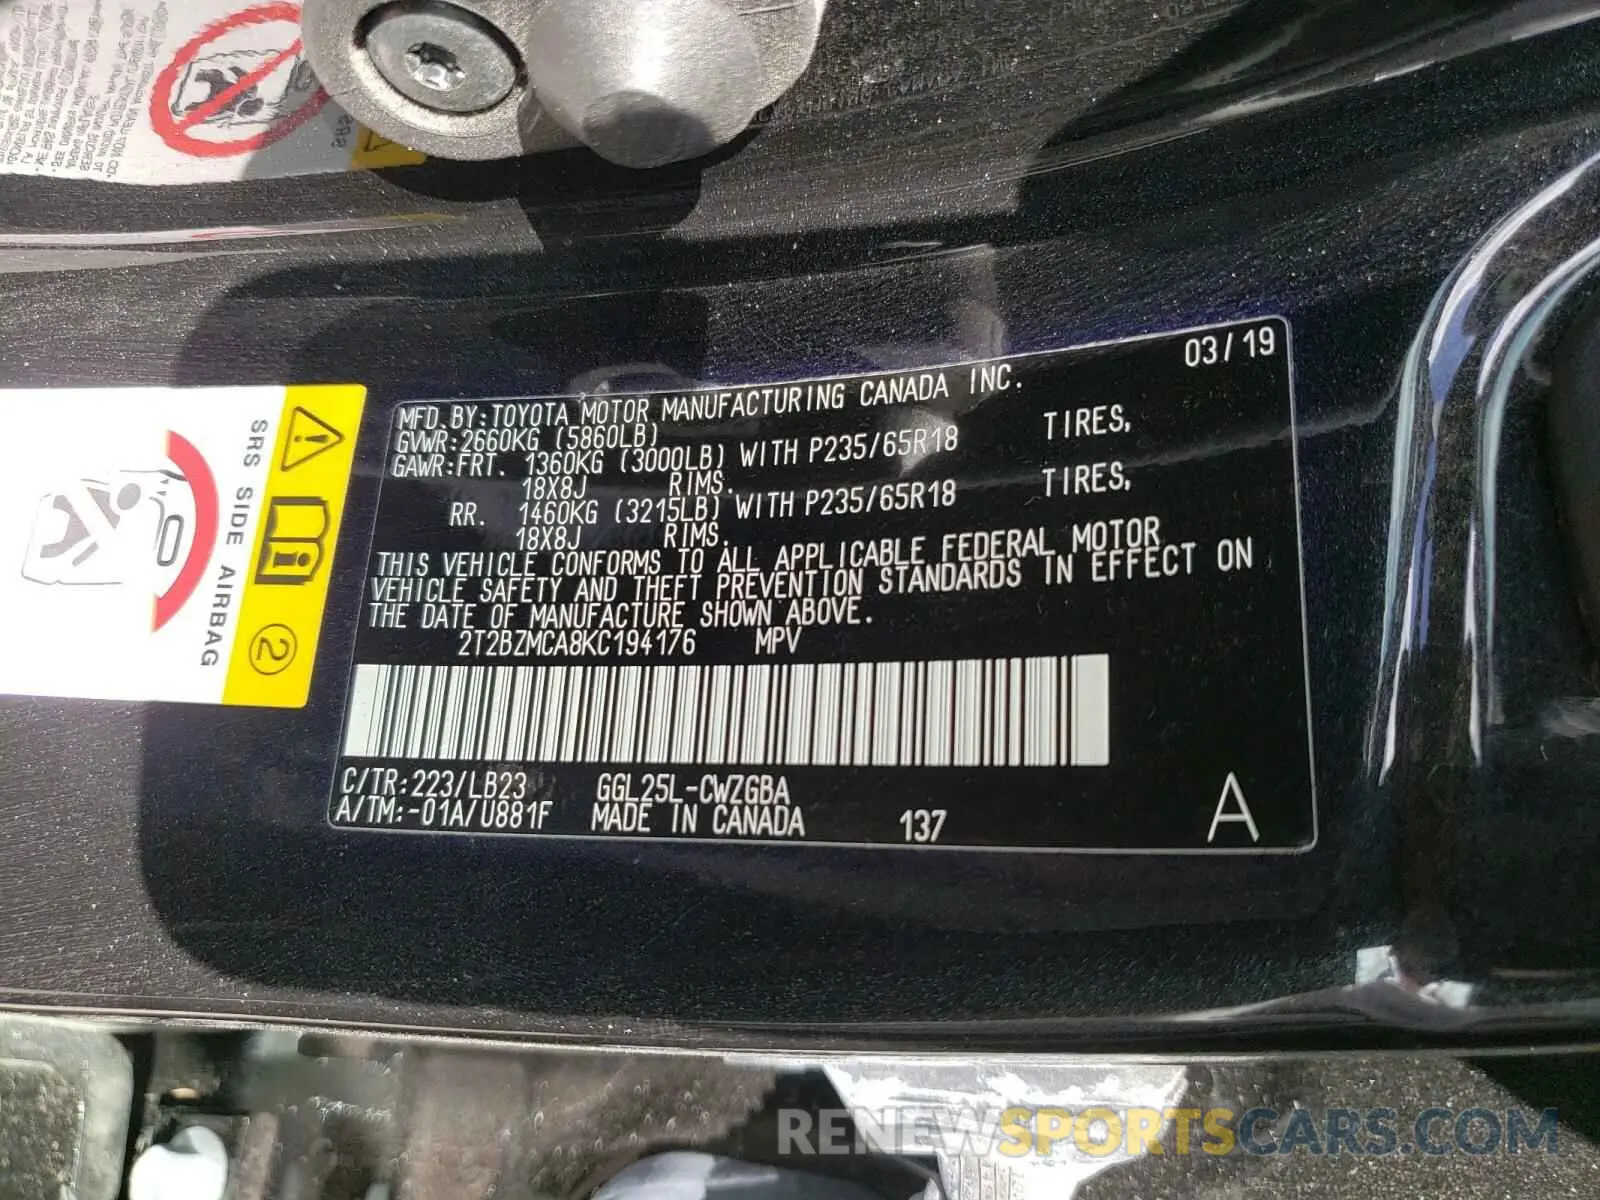 03/19
MFD. BY: TOYOTA MOTOR MANUFACTURING CANADA INC.
GVWR: 2660KG (5860LB)
GAWR: FRT. 1360KG (3000LB) WITH P235/65R18 TIRES,
18X8J RIMS.
RR. 1460KG (3215LB) WITH P235/65R18 TIRES,
18X8J RIMS.
THIS VEHICLE CONFORMS TO ALL APPLICABLE FEDERAL MOTOR
VEHICLE SAFETY AND THEFT PREVENTION STANDARDS IN EFFECT ON
THE DATE OF MANUFACTURE SHOWN ABOVE.
2T2BZMCA8KC194176 MPV
C/TR: 223/LB23 GGL25L-CWZGBA
A/TM: -01A/U881F MADE IN CANADA 137 A
SRS SIDE AIRBAG
2
RENEWSPORTSCARS.COM